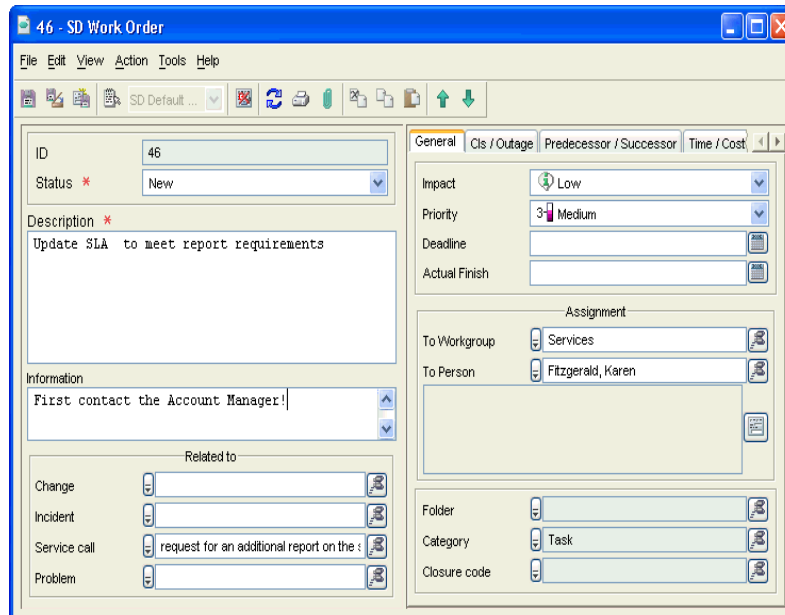 46 - SD Work Order
File Edit View Action Tools Help
SD Default ...
ID 46
Status * New
Description *
Update SLA  to meet report requirements
Information
First contact the Account Manager!
Related to
Change
Incident
Service call request for an additional report on the s
Problem
General CIs / Outage Predecessor / Successor Time / Cost
Impact Low
Priority 3- Medium
Deadline
Actual Finish
Assignment
To Workgroup Services
To Person Fitzgerald, Karen
Folder
Category Task
Closure code